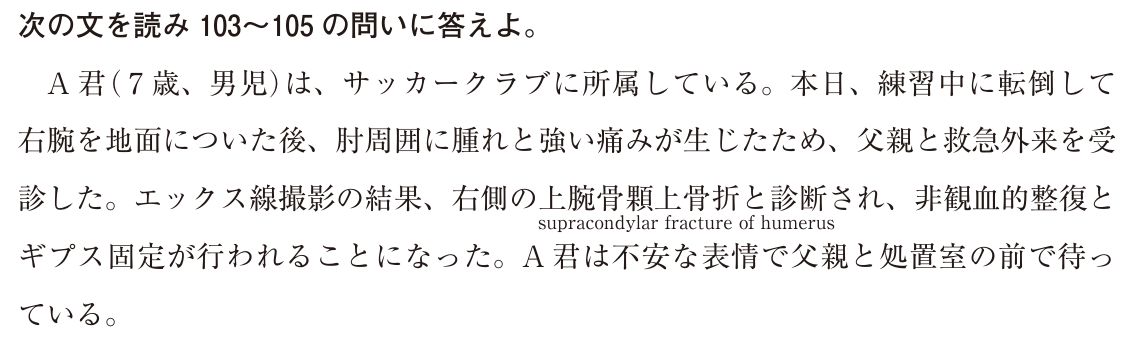 次の文を読み 103〜105 の問いに答えよ。
A 君(7 歳、男児)は、サッカークラブに所属している。本日、練習中に転倒して
右腕を地面についた後、肘周囲に腫れと強い痛みが生じたため、父親と救急外来を受
診した。エックス線撮影の結果、右側の上腕骨顆上骨折と診断され、非観血的整復と
supracondylar fracture of humerus
ギプス固定が行われることになった。A 君は不安な表情で父親と処置室の前で待っ
ている。